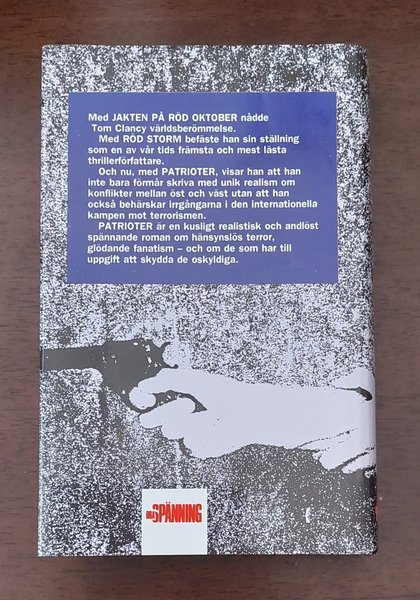 Med JAKTEN PÅ RÖD OKTOBER nådde
Tom Clancy världsberömmelse.
Med RÖD STORM befäste han sin ställning
som en av vår tids främsta och mest lästa
thrillerförfattare.
Och nu, med PATRIOTER, visar han att han
inte bara förmår skriva med unik realism om
konflikter mellan öst och väst utan att han
också behärskar irrgångarna i den internationella
kampen mot terrorismen.
PATRIOTER är en kusligt realistisk och andlöst
spännande roman om hänsynslös terror,
glödande fanatism – och om de som har till
uppgift att skydda de oskyldiga.
BRA SPÄNNING